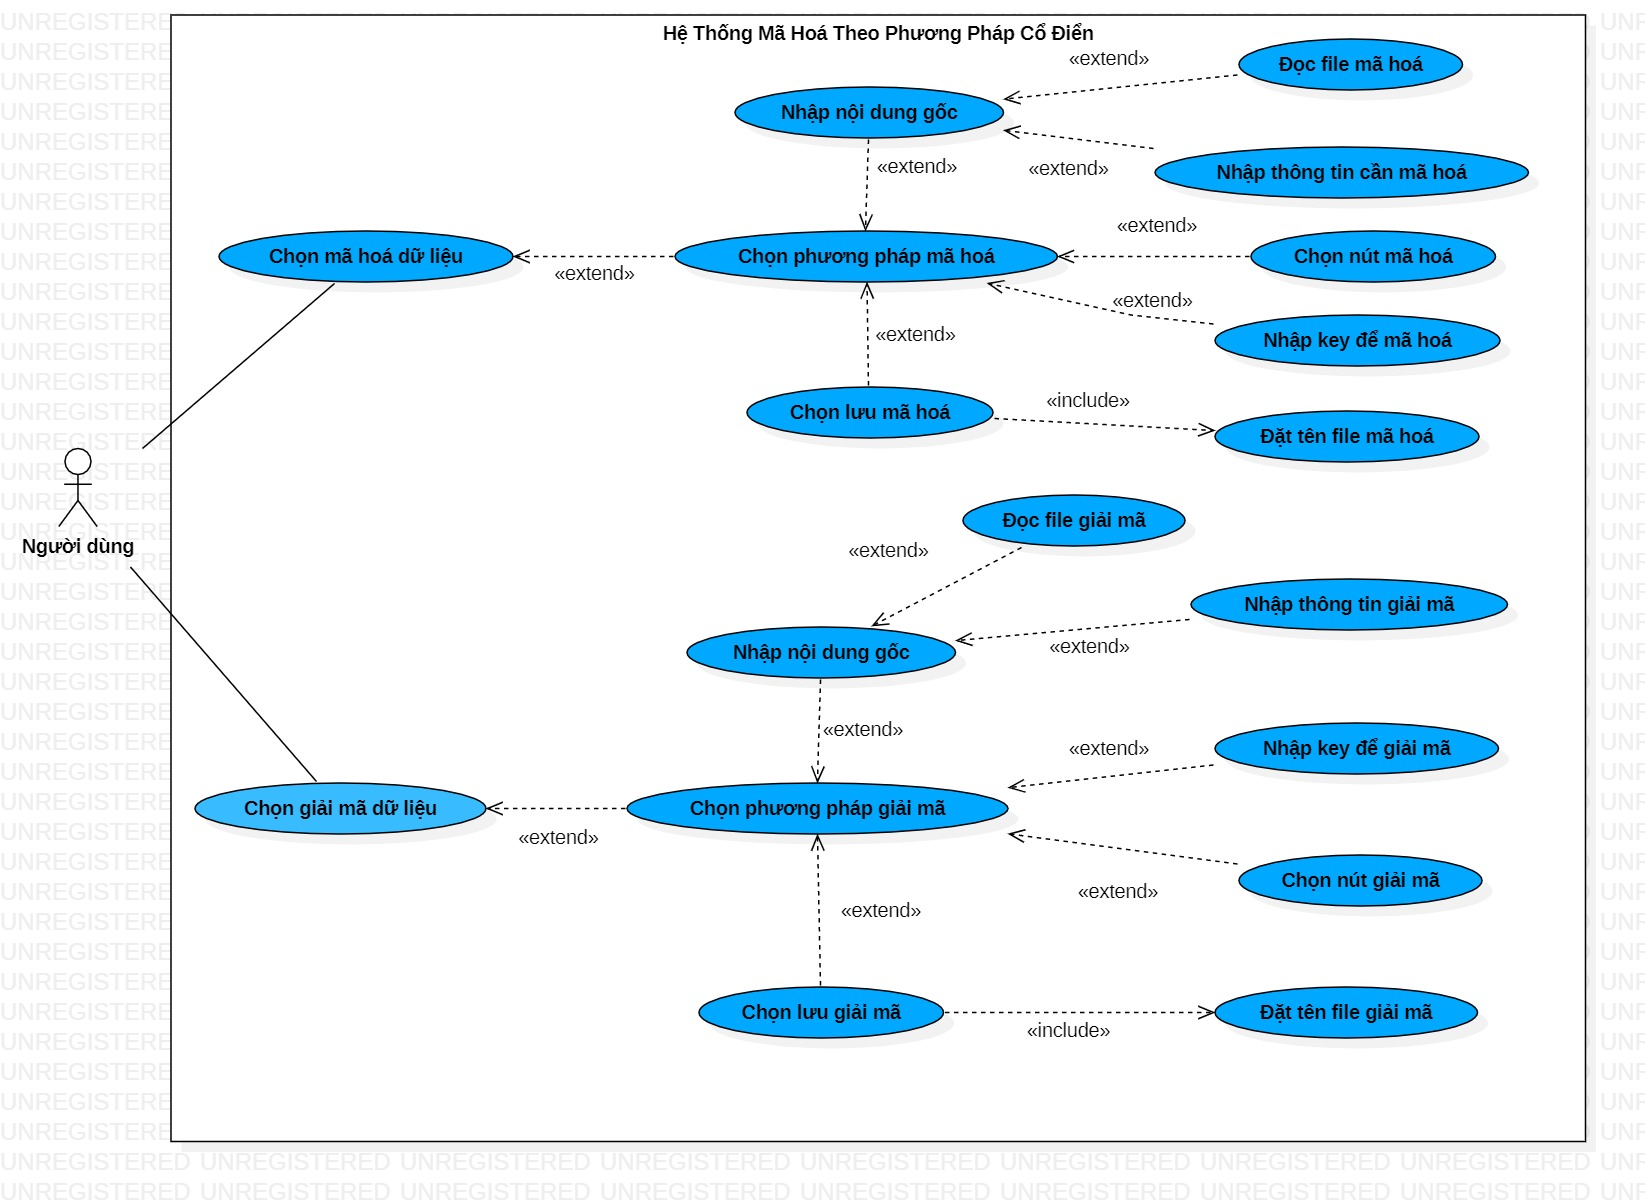 Hệ Thống Mã Hoá Theo Phương Pháp Cổ Điển
«extend»
Đọc file mã hoá
Nhập nội dung gốc
«extend»
«extend»
Nhập thông tin cần mã hoá
«extend»
Chọn mã hoá dữ liệu
«extend»
Chọn phương pháp mã hoá
Chọn nút mã hoá
«extend»
«extend»
Nhập key để mã hoá
Chọn lưu mã hoá
«include»
Đặt tên file mã hoá
Người dùng
Đọc file giải mã
«extend»
Nhập thông tin giải mã
«extend»
Nhập nội dung gốc
«extend»
«extend»
Nhập key để giải mã
Chọn giải mã dữ liệu
«extend»
Chọn phương pháp giải mã
Chọn nút giải mã
«extend»
«extend»
Chọn lưu giải mã
«include»
Đặt tên file giải mã
UNREGISTERED UNREGISTERED UNREGISTERED UNREGISTERED UNREGISTERED UNREGISTERED UNREGISTERED UNREGISTERED